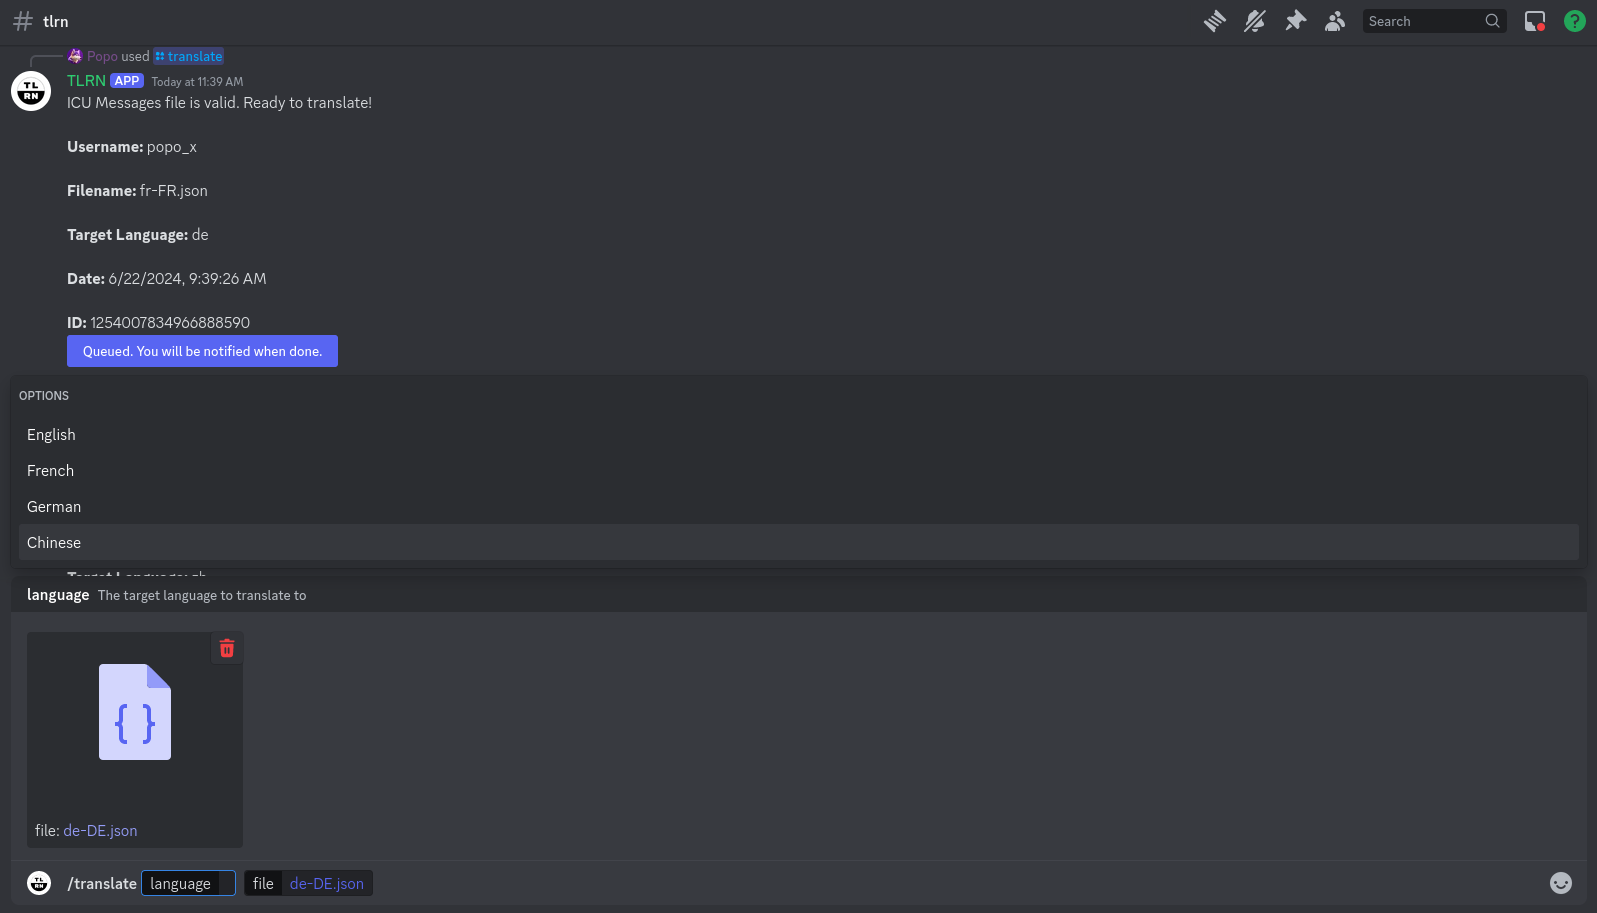 tlrn
Search
Popo used translate
TLRN APP Today at 11:39 AM
ICU Messages file is valid. Ready to translate!
Username: popo_x
Filename: fr-FR.json
Target Language: de
Date: 6/22/2024, 9:39:26 AM
ID: 1254007834966888590
Queued. You will be notified when done.
OPTIONS
English
French
German
Chinese
language The target language to translate to
{ }
file: de-DE.json
TL
RN
/translate language file de-DE.json